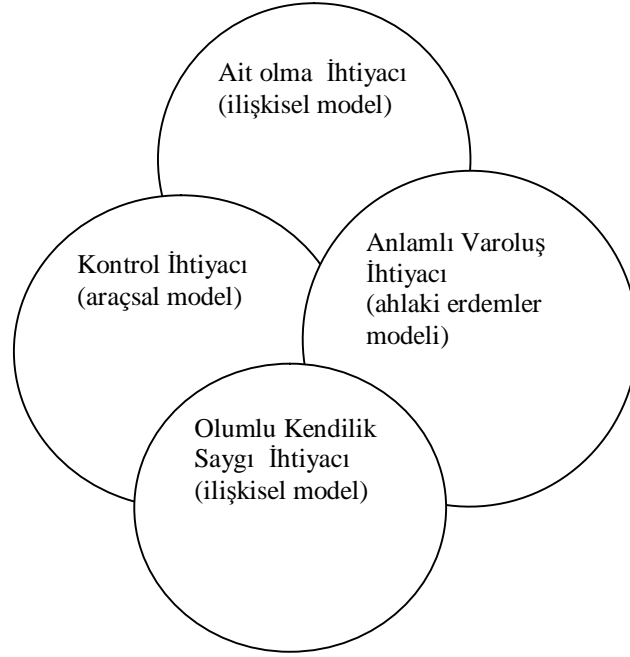 Ait olma İhtiyacı
(ilişkisel model)
Kontrol İhtiyacı
(araçsal model)
Anlamlı Varoluş
İhtiyacı
(ahlaki erdemler
modeli)
Olumlu Kendilik
Saygı İhtiyacı
(ilişkisel model)